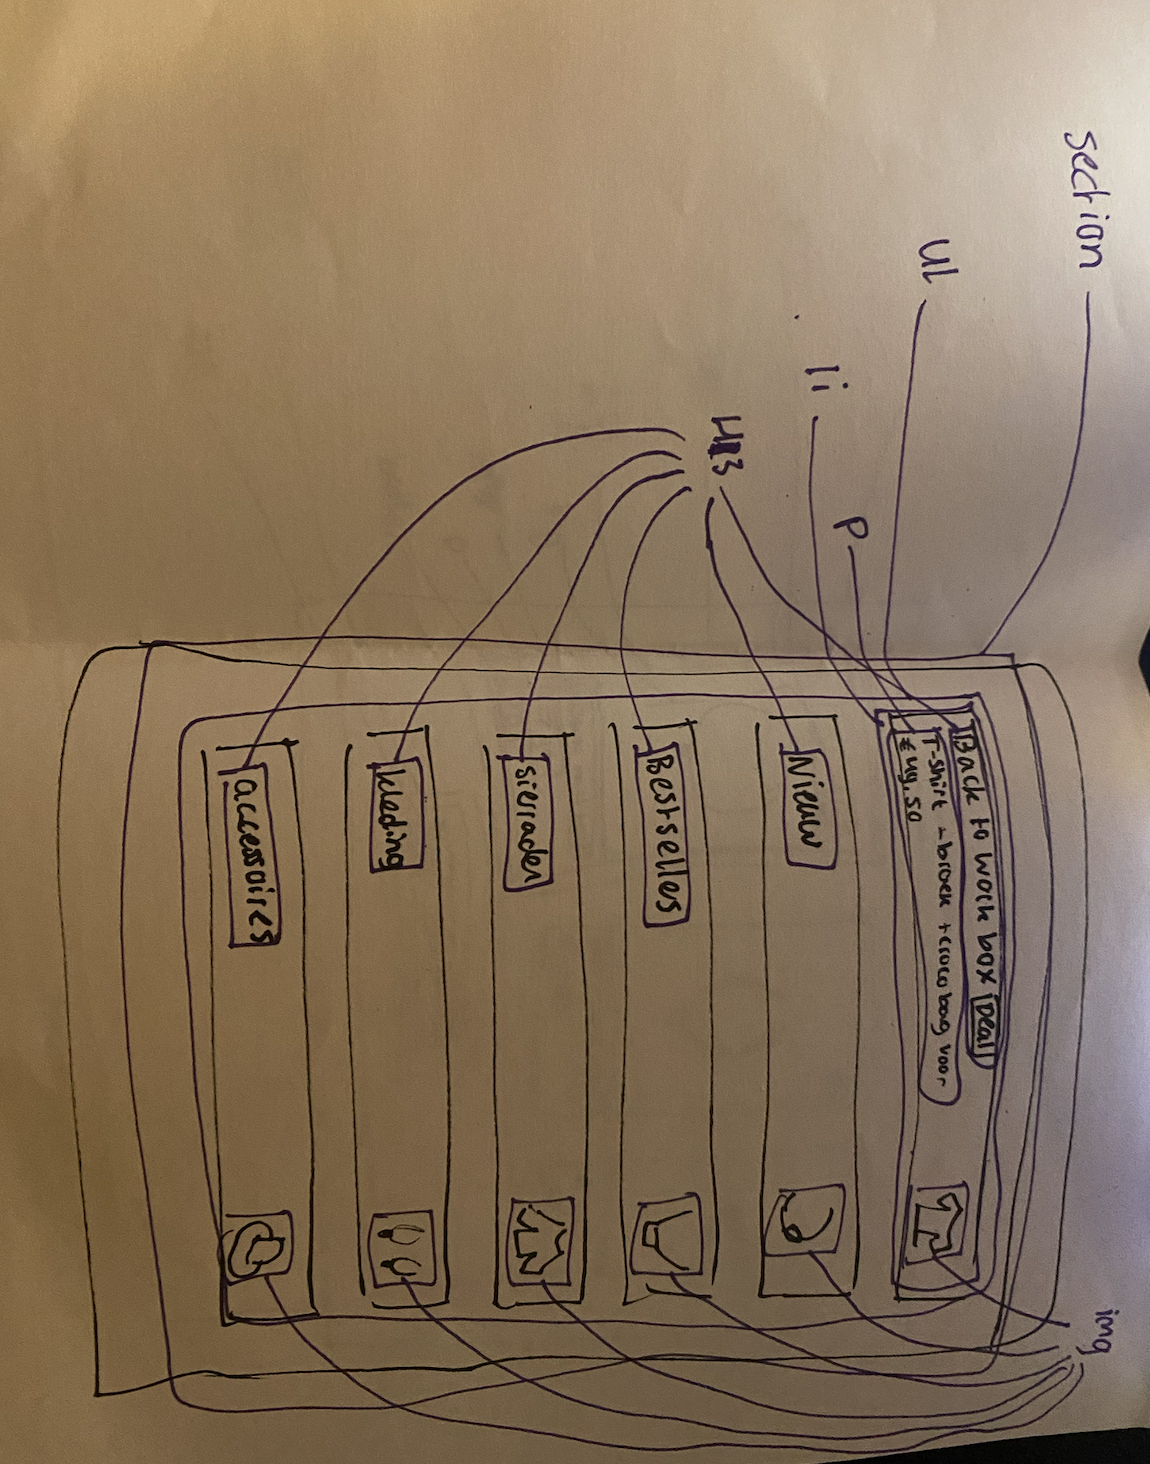 section
ul
li
p
H3
Back to work box Deal
T-shirt + broek + croco bag voor
€ 49,50
Nieuw
Bestselles
sieraden
kleding
accessoires
img